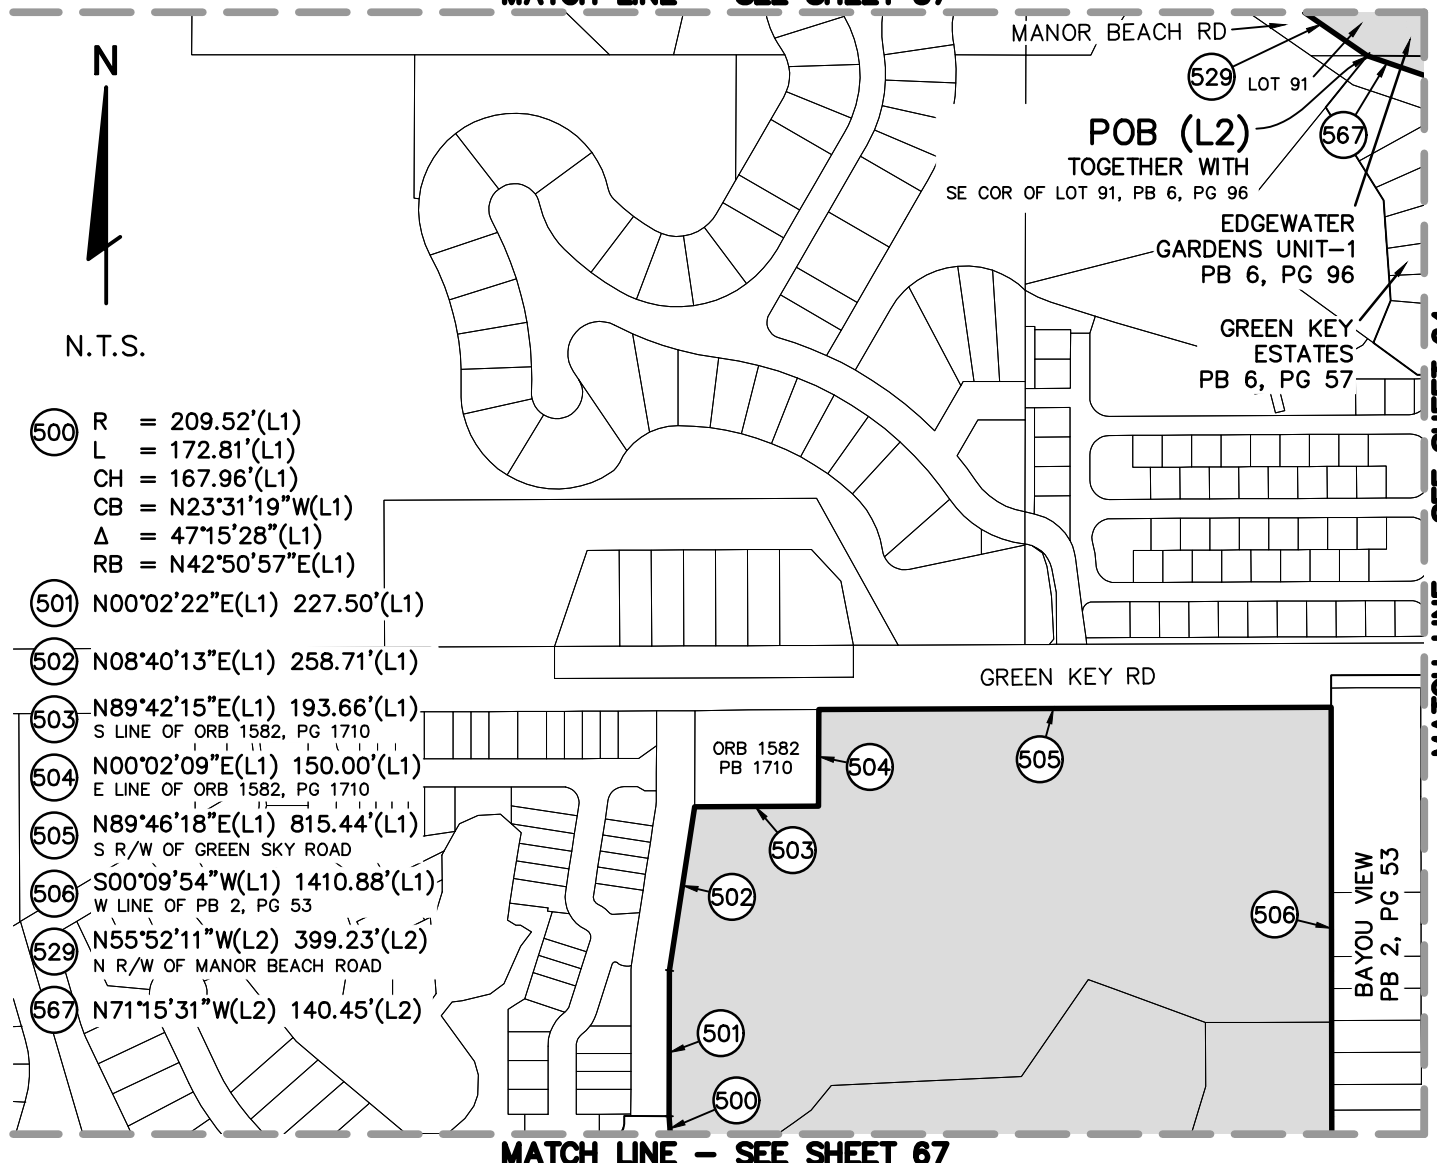 MATCH LINE – SEE SHEET 67
N
N.T.S.
MANOR BEACH RD
529
LOT 91
POB (L2)
567
TOGETHER WITH
SE COR OF LOT 91, PB 6, PG 96
EDGEWATER
GARDENS UNIT–1
PB 6, PG 96
GREEN KEY
ESTATES
PB 6, PG 57
500
R = 209.52'(L1)
L = 172.81'(L1)
CH = 167.96'(L1)
CB = N23°31'19"W(L1)
Δ = 47°15'28"(L1)
RB = N42°50'57"E(L1)
501 N00°02'22"E(L1) 227.50'(L1)
502 N08°40'13"E(L1) 258.71'(L1)
503 N89°42'15"E(L1) 193.66'(L1)
S LINE OF ORB 1582, PG 1710
504 N00°02'09"E(L1) 150.00'(L1)
E LINE OF ORB 1582, PG 1710
505 N89°46'18"E(L1) 815.44'(L1)
S R/W OF GREEN SKY ROAD
506 S00°09'54"W(L1) 1410.88'(L1)
W LINE OF PB 2, PG 53
529 N55°52'11"W(L2) 399.23'(L2)
N R/W OF MANOR BEACH ROAD
567 N71°15'31"W(L2) 140.45'(L2)
GREEN KEY RD
ORB 1582
PB 1710
504
505
503
502
506
BAYOU VIEW
PB 2, PG 53
501
500
MATCH LINE
SEE SHEET
MATCH LINE – SEE SHEET 67